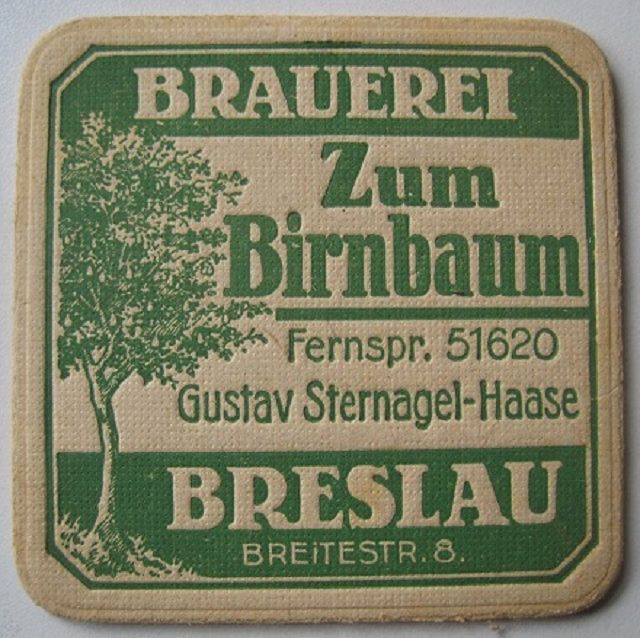 BRAUEREI
Zum
Birnbaum
Fernspr. 51620
Gustav Sternagel-Haase
BRESLAU
BREITESTR. 8.